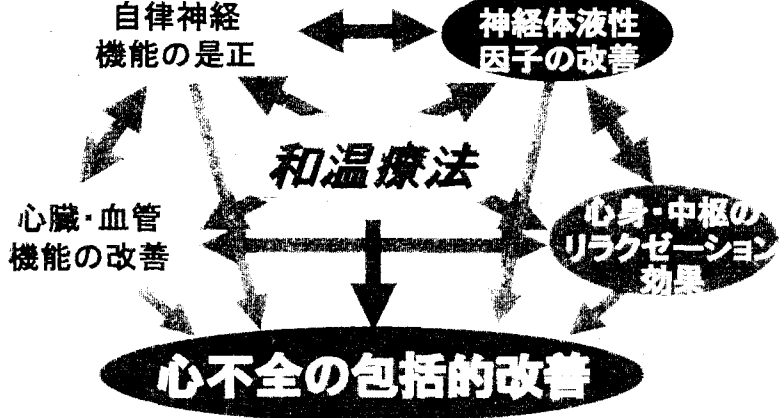 自律神経
機能の是正
神経体液性
因子の改善
和温療法
心臓・血管
機能の改善
心身・中枢の
リラクゼーション
効果
心不全の包括的改善